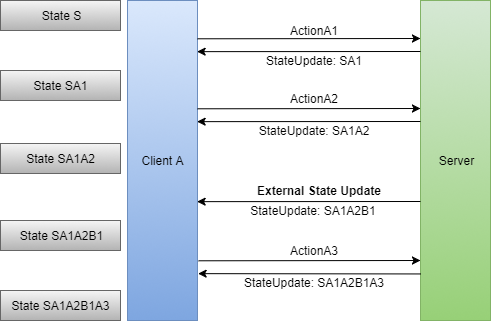 State S
ActionA1
StateUpdate: SA1
State SA1
ActionA2
StateUpdate: SA1A2
State SA1A2
Client A
Server
External State Update
StateUpdate: SA1A2B1
State SA1A2B1
ActionA3
StateUpdate: SA1A2B1A3
State SA1A2B1A3